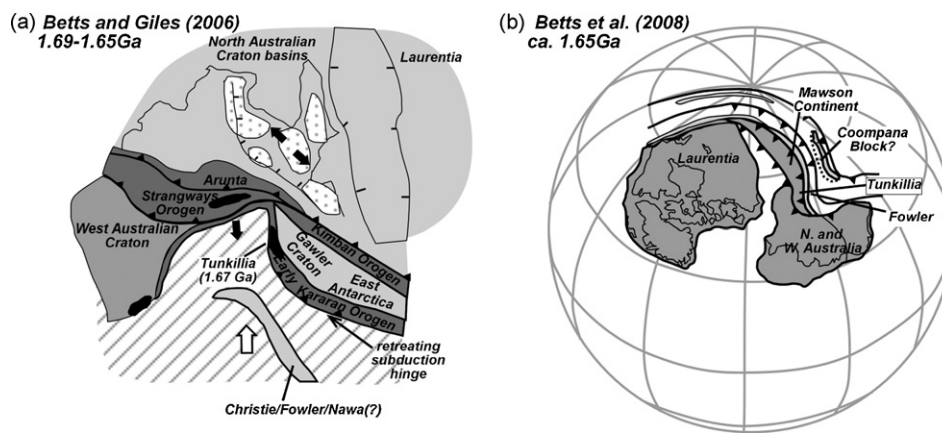 (a) Betts and Giles (2006)
1.69-1.65Ga
North Australian
Craton basins
Laurentia
Arunta
Strangways
Orogen
West Australian
Craton
Kimban Orogen
Gawler
Craton
East
Antarctica
Early Kararan Orogen
Tunkillia
(1.67 Ga)
retreating
subduction
hinge
Christie/Fowler/Nawa(?)
(b) Betts et al. (2008)
ca. 1.65Ga
Mawson
Continent
Coompana
Block?
Laurentia
Tunkillia
Fowler
N. and
W. Australia